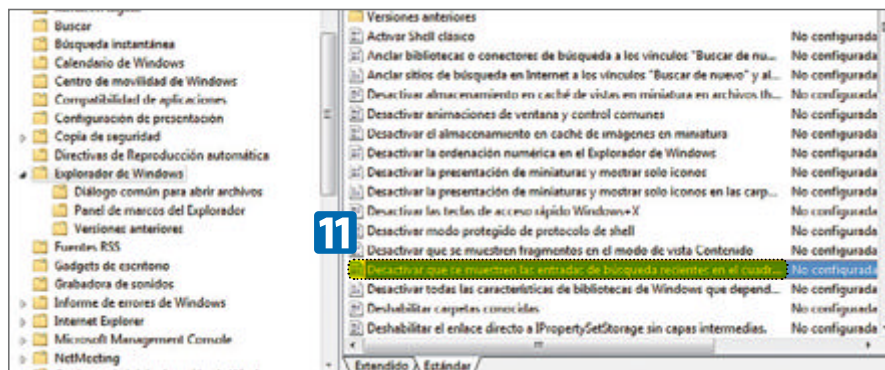 Buscar
Búsqueda instantánea
Calendario de Windows
Centro de movilidad de Windows
Compatibilidad de aplicaciones
Configuración de presentación
Copia de seguridad
Directivas de Reproducción automática
Explorador de Windows
Diálogo común para abrir archivos
Panel de marcos del Explorador
Versiones anteriores
Fuentes RSS
Gadgets de escritorio
Grabadora de sonidos
Informe de errores de Windows
Internet Explorer
Microsoft Management Console
NetMeeting
Versiones anteriores
Activar Shell clásico No configurada
Anclar bibliotecas o conectores de búsqueda a los vínculos "Buscar de nu... No configurada
Anclar sitios de búsqueda en Internet a los vínculos "Buscar de nuevo" y al... No configurada
Desactivar almacenamiento en caché de vistas en miniatura en archivos th... No configurada
Desactivar animaciones de ventana y control comunes No configurada
Desactivar el almacenamiento en caché de imágenes en miniatura No configurada
Desactivar la ordenación numérica en el Explorador de Windows No configurada
Desactivar la presentación de miniaturas y mostrar solo iconos No configurada
Desactivar la presentación de miniaturas y mostrar solo iconos en las carp... No configurada
Desactivar las teclas de acceso rápido Windows+X No configurada
11
Desactivar modo protegido de protocolo de shell No configurada
Desactivar que se muestren fragmentos en el modo de vista Contenido No configurada
Desactivar que se muestren las entradas de búsqueda recientes en el cuadr... No configurada
Desactivar todas las características de bibliotecas de Windows que depend... No configurada
Deshabilitar carpetas conocidas No configurada
Deshabilitar el enlace directo a IPropertySetStorage sin capas intermedias. No configurada
Extendido Estándar